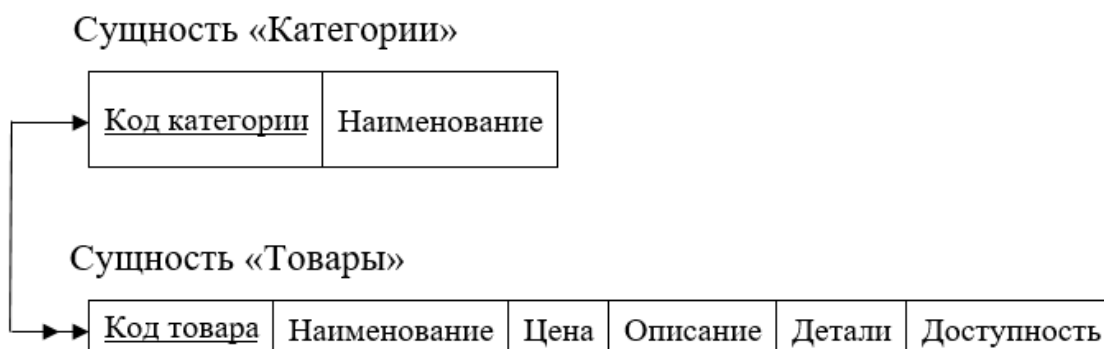 Сущность «Категории»
Код категории Наименование
Сущность «Товары»
Код товара Наименование Цена Описание Детали Доступность